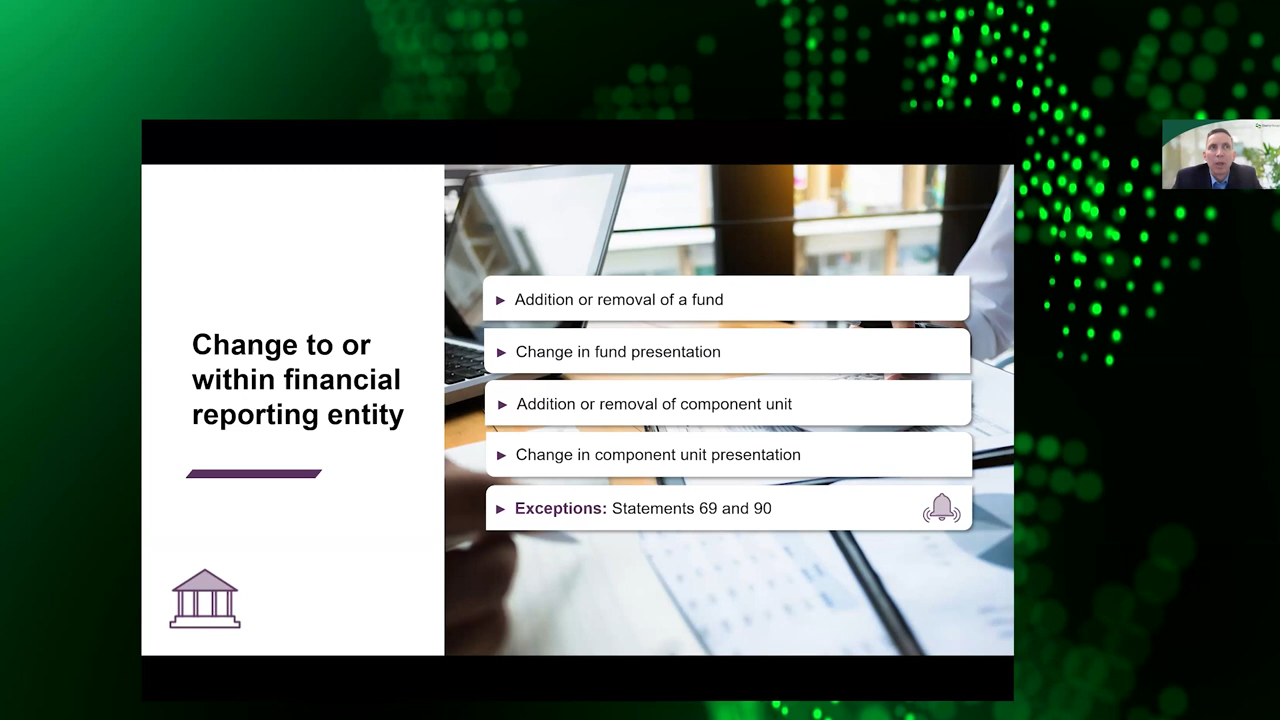 Change to or
within financial
reporting entity
Addition or removal of a fund
Change in fund presentation
Addition or removal of component unit
Change in component unit presentation
Exceptions: Statements 69 and 90